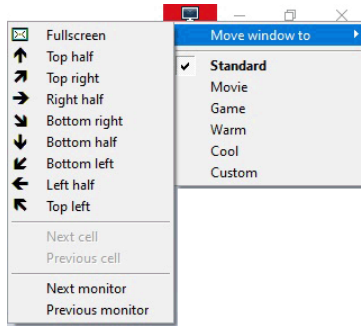 Move window to
Standard
Movie
Game
Warm
Cool
Custom
Fullscreen
Top half
Top right
Right half
Bottom right
Bottom half
Bottom left
Left half
Top left
Next cell
Previous cell
Next monitor
Previous monitor